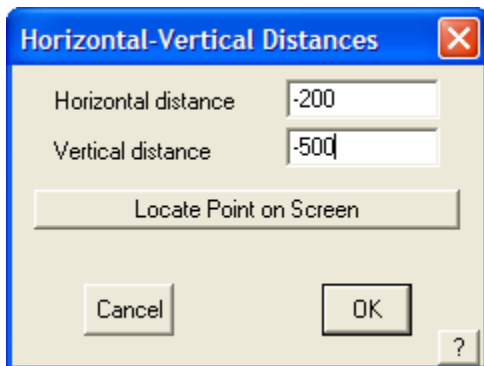 Horizontal-Vertical Distances
Horizontal distance -200
Vertical distance -500
Locate Point on Screen
Cancel OK
?